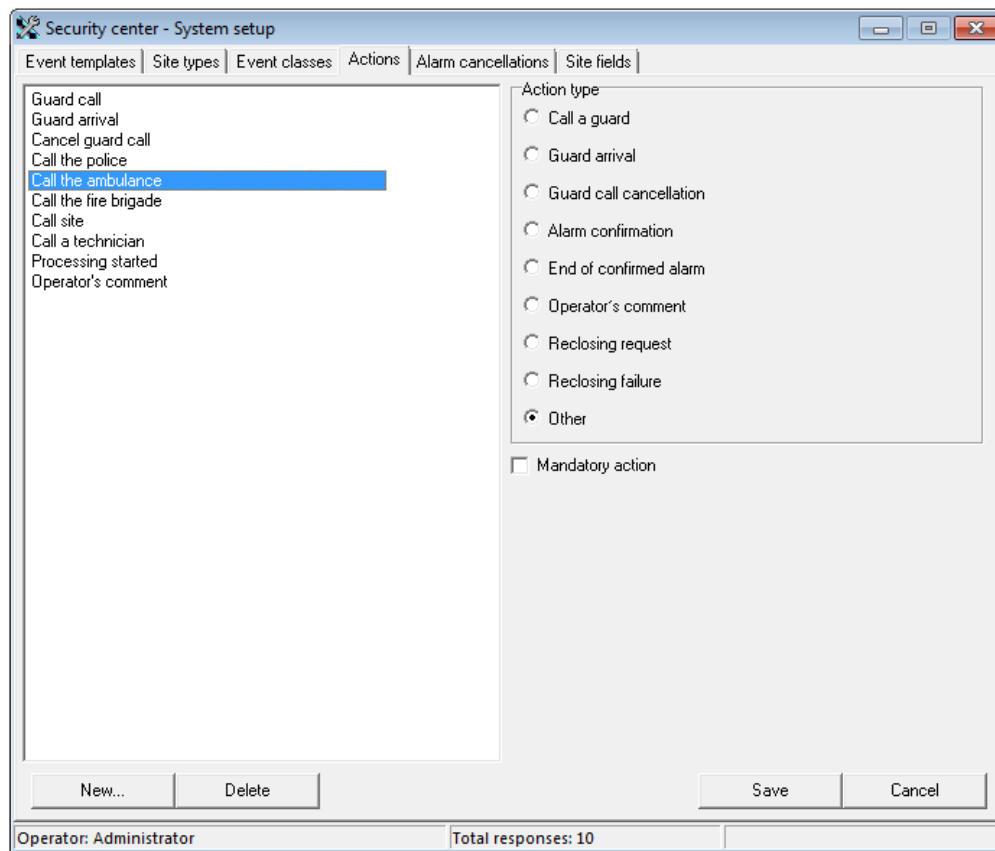 Security center - System setup
Event templates Site types Event classes Actions Alarm cancellations Site fields
Guard call
Guard arrival
Cancel guard call
Call the police
Call the ambulance
Call the fire brigade
Call site
Call a technician
Processing started
Operator's comment
Action type
Call a guard
Guard arrival
Guard call cancellation
Alarm confirmation
End of confirmed alarm
Operator´s comment
Reclosing request
Reclosing failure
Other
Mandatory action
New... Delete Save Cancel
Operator: Administrator Total responses: 10